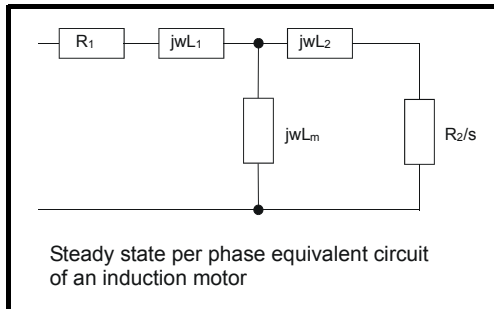 R₁ jwL₁ jwL₂
jwLₘ R₂/s
Steady state per phase equivalent circuit
of an induction motor